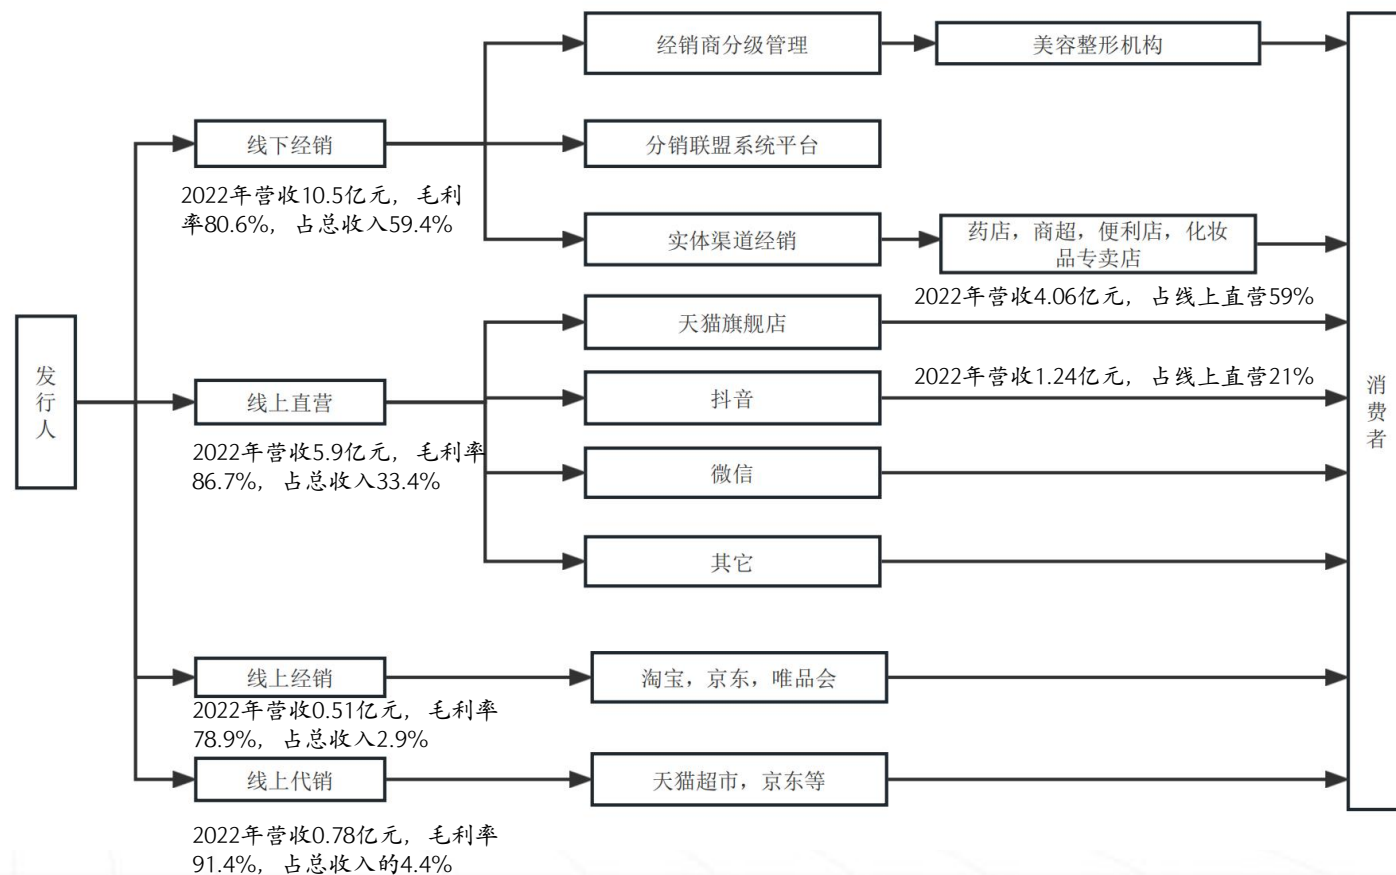 经销商分级管理
美容整形机构
线下经销
分销联盟系统平台
2022年营收10.5亿元，毛利
率80.6%，占总收入59.4%
实体渠道经销
药店，商超，便利店，化妆
品专卖店
2022年营收4.06亿元，占线上直营59%
天猫旗舰店
发
行
人
线上直营
2022年营收1.24亿元，占线上直营21%
抖音
消
费
者
2022年营收5.9亿元，毛利率
86.7%，占总收入33.4%
微信
其它
线上经销
淘宝，京东，唯品会
2022年营收0.51亿元，毛利率
78.9%，占总收入2.9%
线上代销
天猫超市，京东等
2022年营收0.78亿元，毛利率
91.4%，占总收入的4.4%